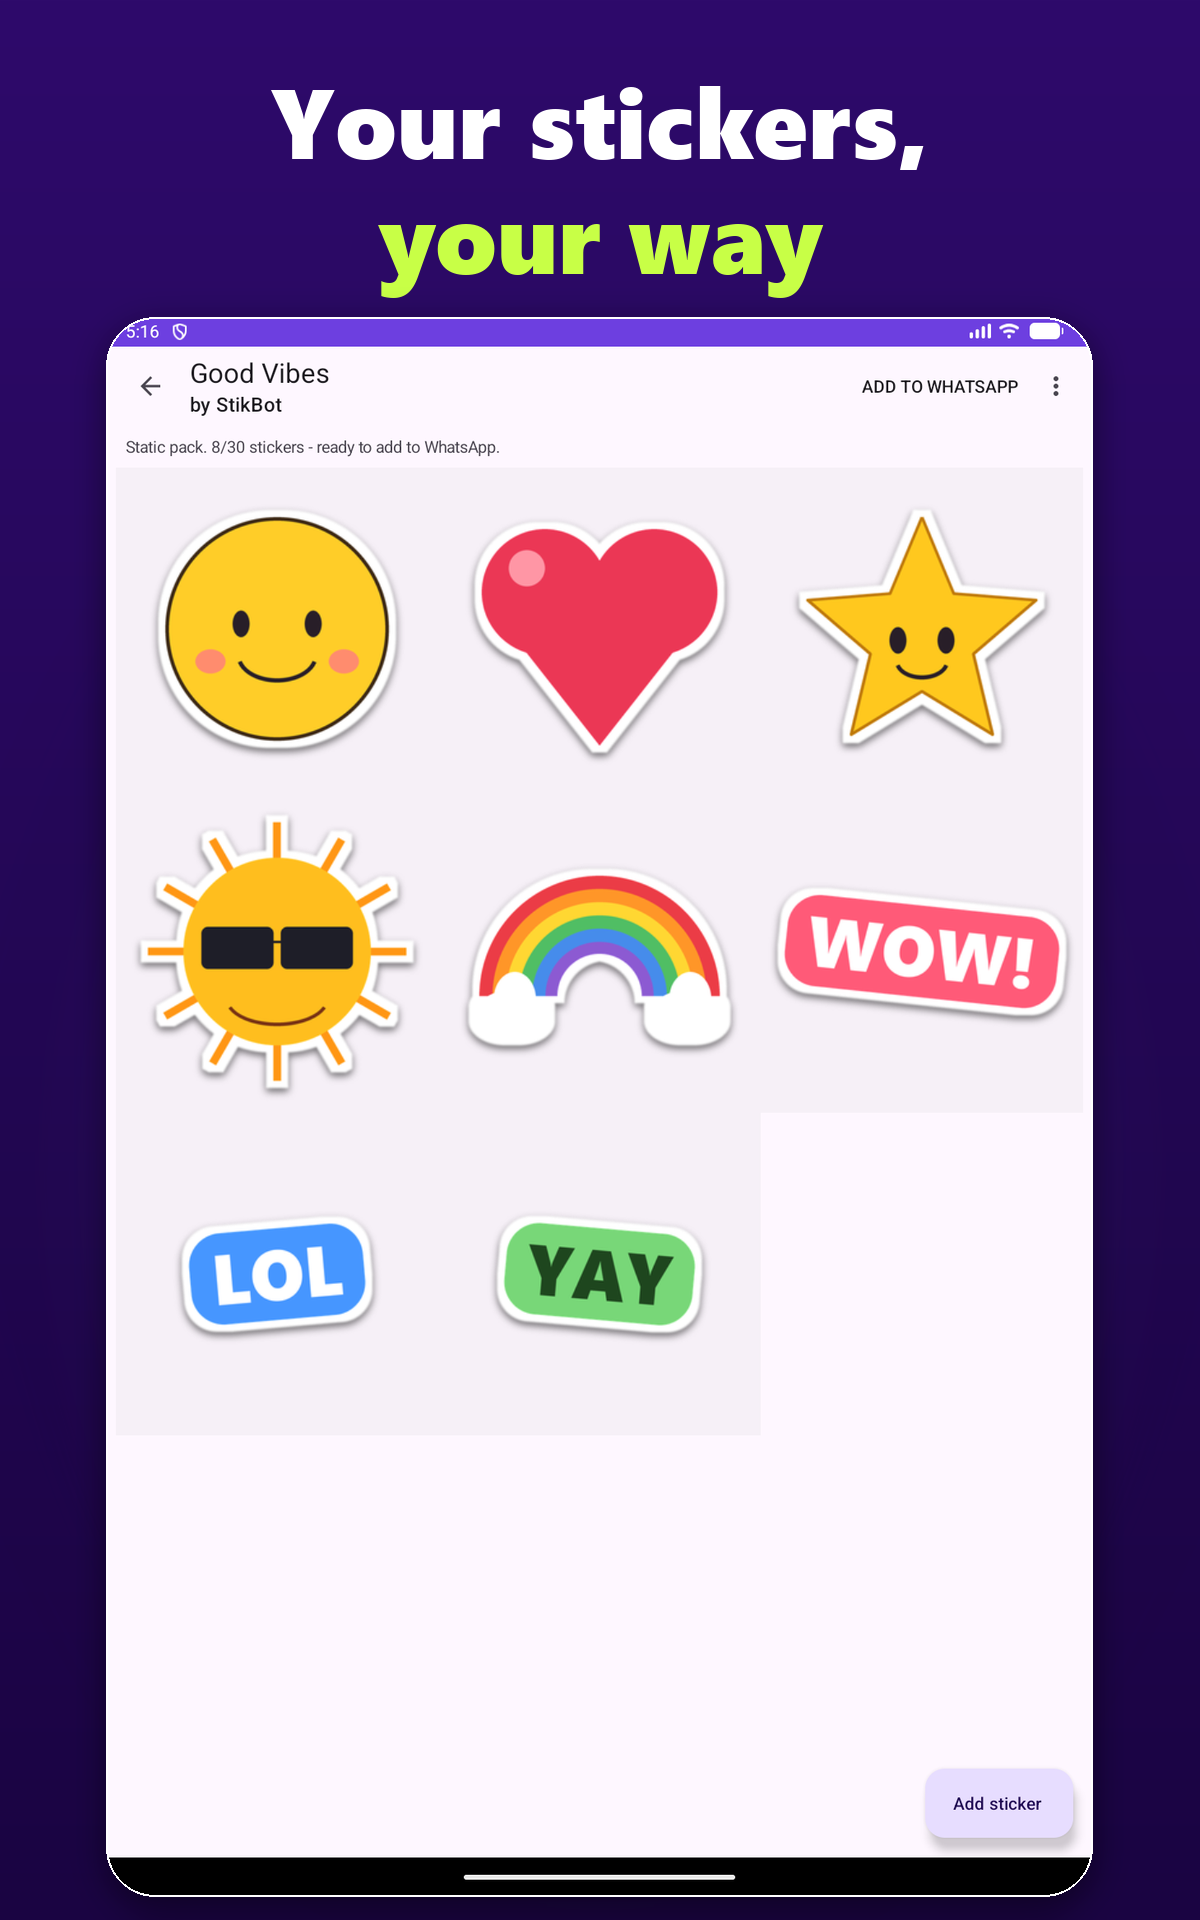 Your stickers,
your way
5:16
Good Vibes
by StikBot
ADD TO WHATSAPP
Static pack. 8/30 stickers - ready to add to WhatsApp.
WOW!
LOL
YAY
Add sticker